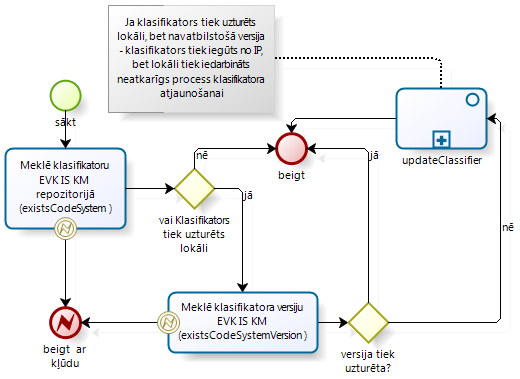 Ja klasifikators tiek uzturēts
lokāli, bet navatbilstošā versija
- klasifikators tiek iegūts no IP,
bet lokāli tiek iedarbināts
neatkarīgs process klasifikatora
atjaunošanai
sākt
Meklē klasifikatoru
EVK IS KM
repozitorijā
(existsCodeSystem )
nē
beigt
jā
updateClassifier
vai Klasifikators
tiek uzturēts
lokāli
jā
nē
Meklē klasifikatora versiju
EVK IS KM
(existsCodeSystemVersion )
beigt ar
kļūdu
versija tiek
uzturēta?